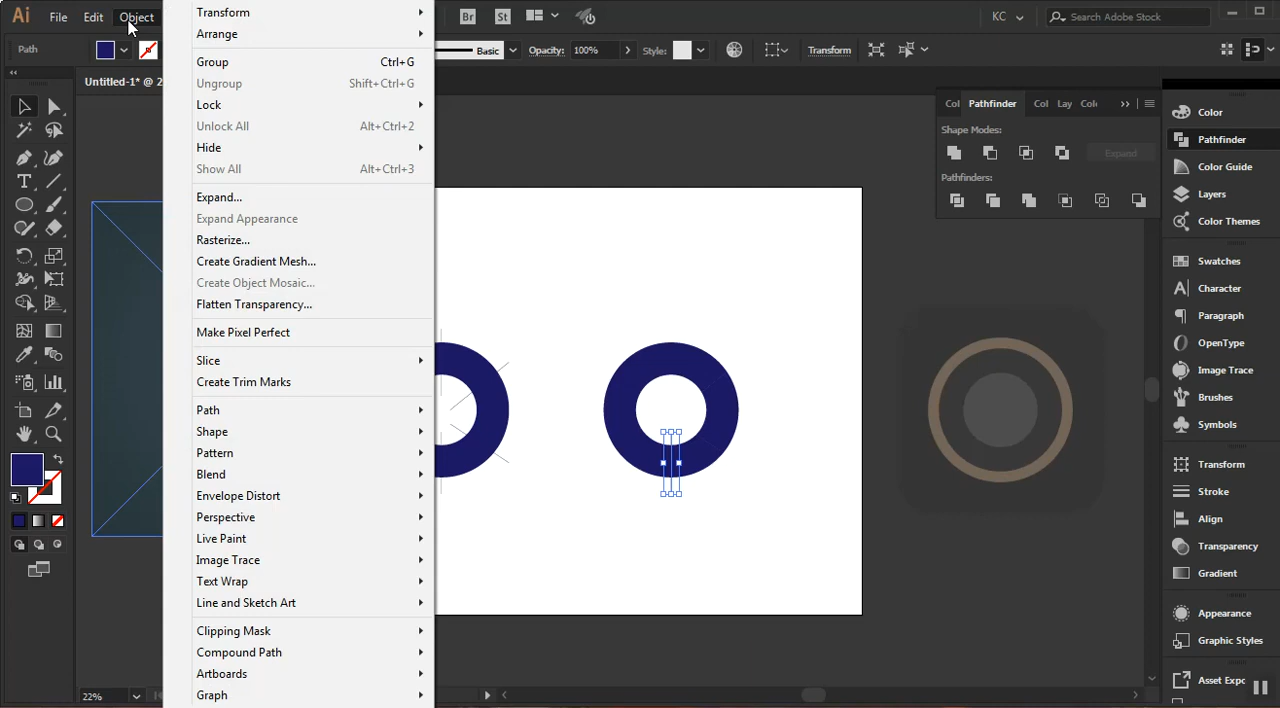 Ai File Edit Object Br St KC Search Adobe Stock
Path Basic Opacity: 100% Style: Transform
Untitled-1* @ 2
Transform
Arrange
Group Ctrl+G
Ungroup Shift+Ctrl+G
Lock
Unlock All Alt+Ctrl+2
Hide
Show All Alt+Ctrl+3
Expand...
Expand Appearance
Rasterize...
Create Gradient Mesh...
Create Object Mosaic...
Flatten Transparency...
Make Pixel Perfect
Slice
Create Trim Marks
Path
Shape
Pattern
Blend
Envelope Distort
Perspective
Live Paint
Image Trace
Text Wrap
Line and Sketch Art
Clipping Mask
Compound Path
Artboards
Graph
Col Pathfinder Col Lay Colo
Shape Modes:
Expand
Pathfinders:
Color
Pathfinder
Color Guide
Layers
Color Themes
Swatches
Character
Paragraph
OpenType
Image Trace
Brushes
Symbols
Transform
Stroke
Align
Transparency
Gradient
Appearance
Graphic Styles
Asset Expo
22%